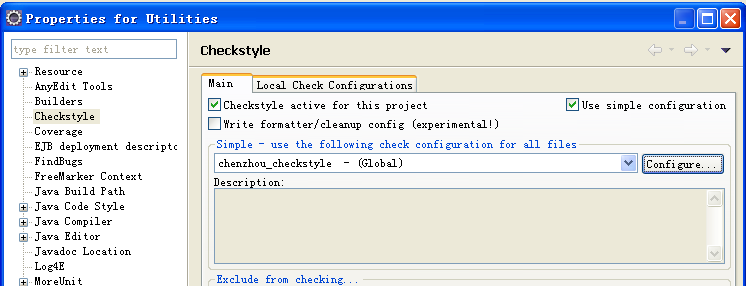 Properties for Utilities
type filter text
Resource
AnyEdit Tools
Builders
Checkstyle
Coverage
EJB deployment descripto
FindBugs
FreeMarker Context
Java Build Path
Java Code Style
Java Compiler
Java Editor
Javadoc Location
Log4E
MoreUnit
Checkstyle
Main
Local Check Configurations
Checkstyle active for this project
Use simple configuration
Write formatter/cleanup config (experimental!)
Simple - use the following check configuration for all files
chenzhou_checkstyle - (Global)
Configure...
Description:
Exclude from checking...